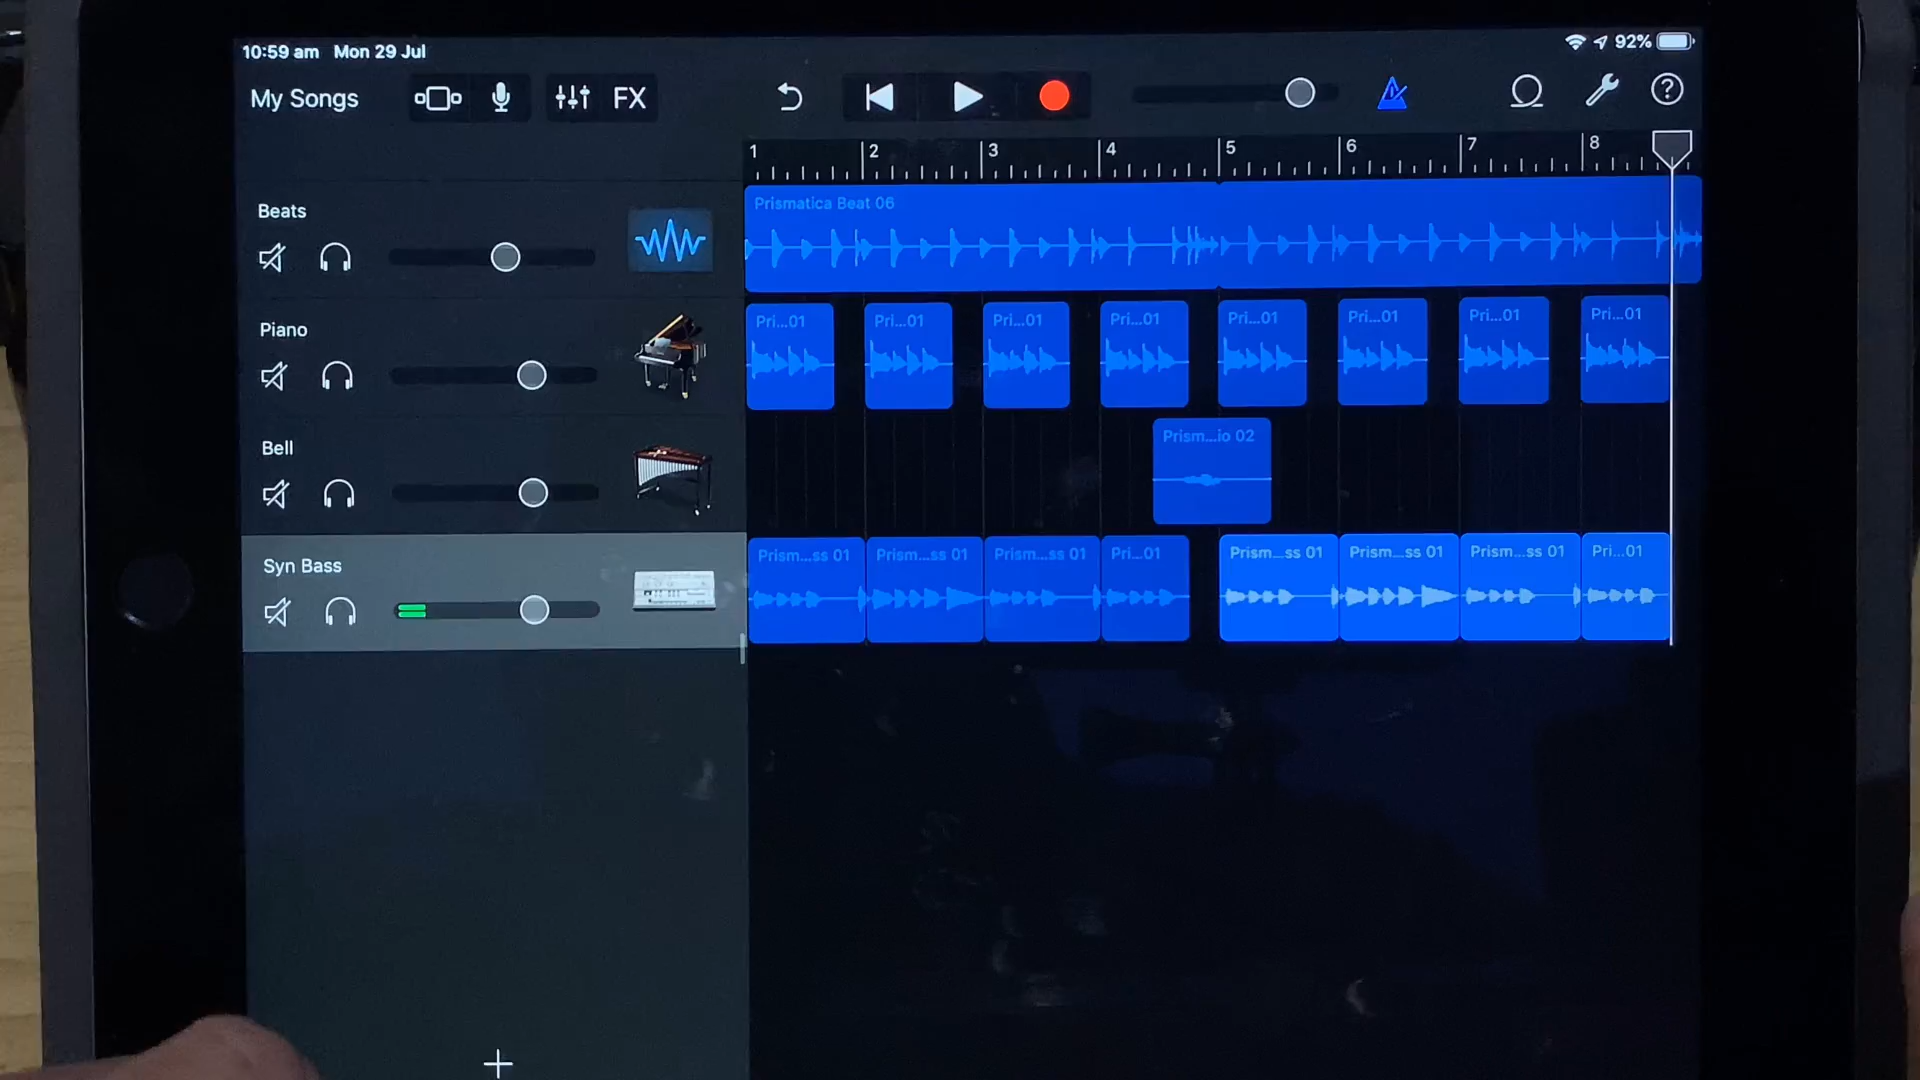 10:59 am Mon 29 Jul 92%
My Songs FX
1 2 3 4 5 6 7 8
Beats
Prismatica Beat 06
Piano
Pri...01 Pri...01 Pri...01 Pri...01 Pri...01 Pri...01 Pri...01 Pri...01
Bell
Prism...io 02
Syn Bass
Prism...ss 01 Prism...ss 01 Prism...ss 01 Pri...01 Prism...ss 01 Prism...ss 01 Prism...ss 01 Pri...01